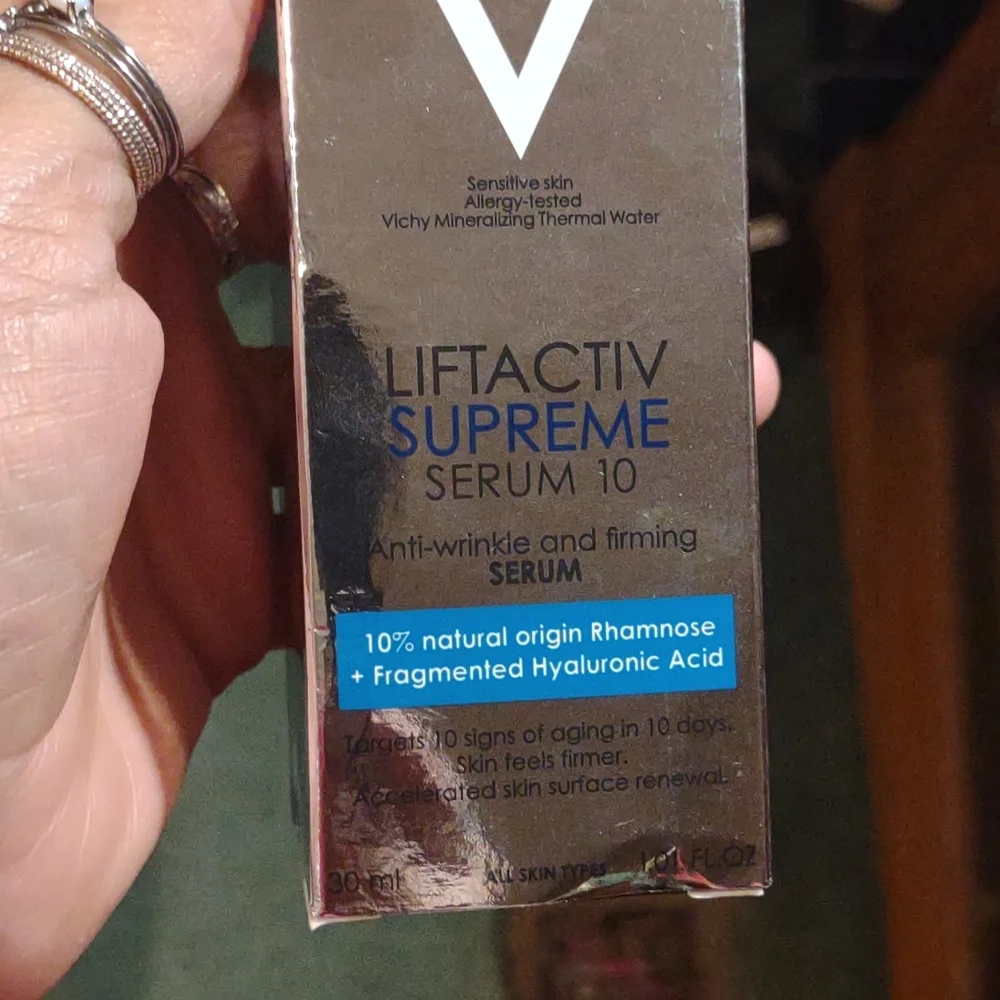 V
Sensitive skin
Allergy-tested
Vichy Mineralizing Thermal Water
LIFTACTIV
SUPREME
SERUM 10
Anti-wrinkle and firming
SERUM
10% natural origin Rhamnose
+ Fragmented Hyaluronic Acid
Targets 10 signs of aging in 10 days.
Skin feels firmer.
Accelerated skin surface renewal.
30 ml ALL SKIN TYPES 1.01 FL.OZ